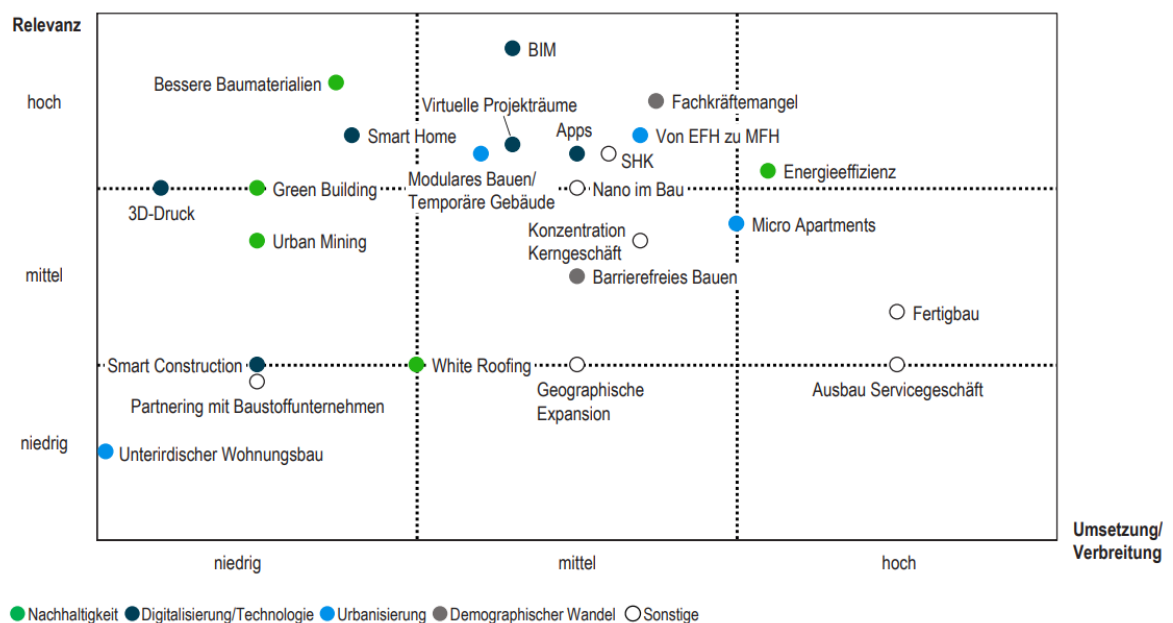 Relevanz
BIM
Bessere Baumaterialien
hoch
Fachkräftemangel
Virtuelle Projekträume
Smart Home
Apps
Von EFH zu MFH
SHK
Energieeffizienz
Modulares Bauen/
Temporäre Gebäude
Green Building
Nano im Bau
3D-Druck
Micro Apartments
Konzentration
Kerngeschäft
Urban Mining
mittel
Barrierefreies Bauen
Fertigbau
Smart Construction
White Roofing
Geographische
Expansion
Ausbau Servicegeschäft
Partnering mit Baustoffunternehmen
niedrig
Unterirdischer Wohnungsbau
Umsetzung/
Verbreitung
niedrig
mittel
hoch
Nachhaltigkeit Digitalisierung/Technologie Urbanisierung Demographischer Wandel Sonstige